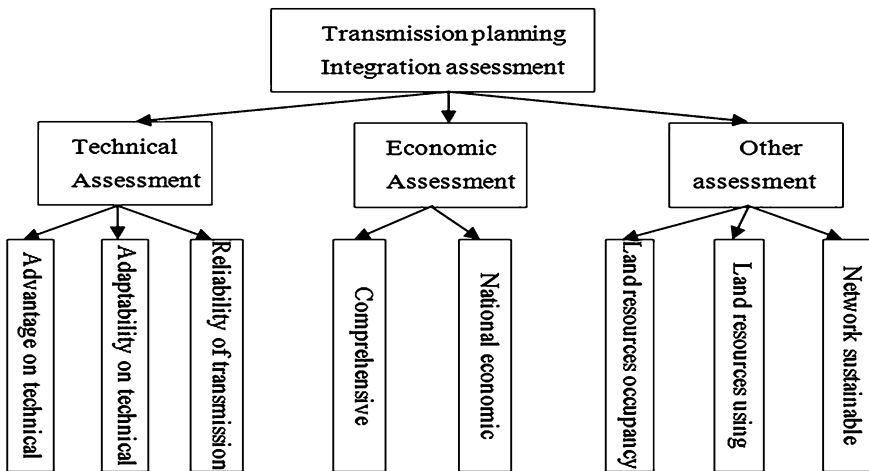 Transmission planning
Integration assessment
Technical
Assessment
Economic
Assessment
Other
assessment
Advantage on technical
Adaptability on technical
Reliability of transmission
Comprehensive
National economic
Land resources occupancy
Land resources using
Network sustainable